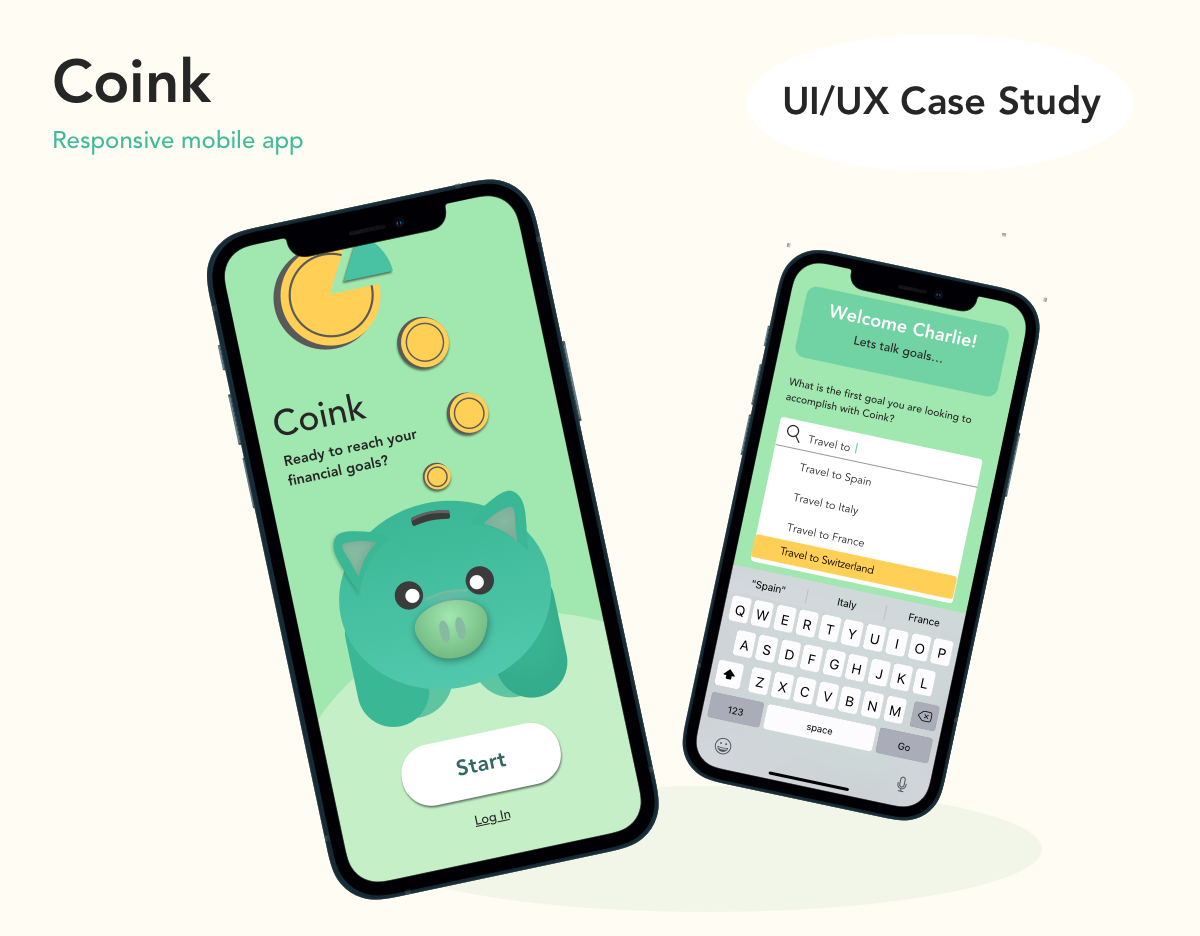 Coink
Responsive mobile app
UI/UX Case Study
Coink
Ready to reach your
financial goals?
Start
Log In
Welcome Charlie!
Lets talk goals...
What is the first goal you are looking to
accomplish with Coink?
Travel to
Travel to Spain
Travel to Italy
Travel to France
Travel to Switzerland
"Spain" Italy France
Q W E R T Y U I O P
A S D F G H J K L
Z X C V B N M
123 space Go